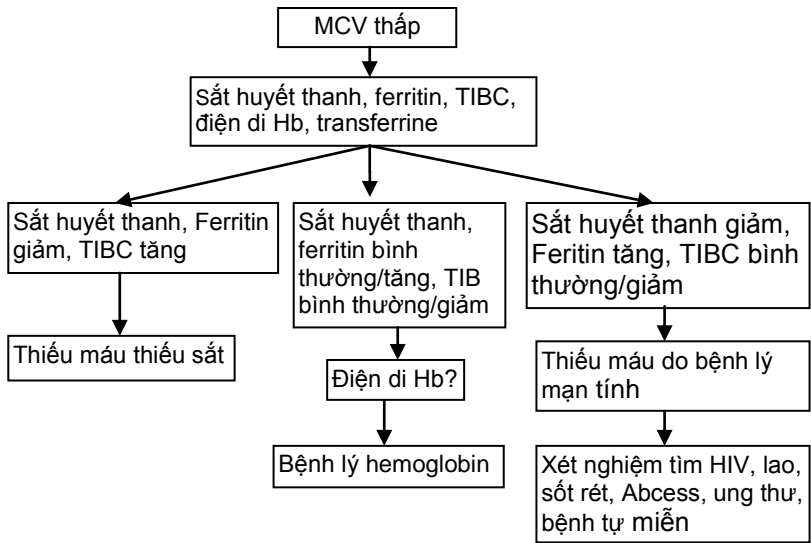 MCV thấp
Sắt huyết thanh, ferritin, TIBC,
điện di Hb, transferrine
Sắt huyết thanh, Ferritin
giảm, TIBC tăng
Sắt huyết thanh,
ferritin bình
thường/tăng, TIB
bình thường/giảm
Sắt huyết thanh giảm,
Feritin tăng, TIBC bình
thường/giảm
Thiếu máu thiếu sắt
Điện di Hb?
Thiếu máu do bệnh lý
mạn tính
Bệnh lý hemoglobin
Xét nghiệm tìm HIV, lao,
sốt rét, Abcess, ung thư,
bệnh tự miễn